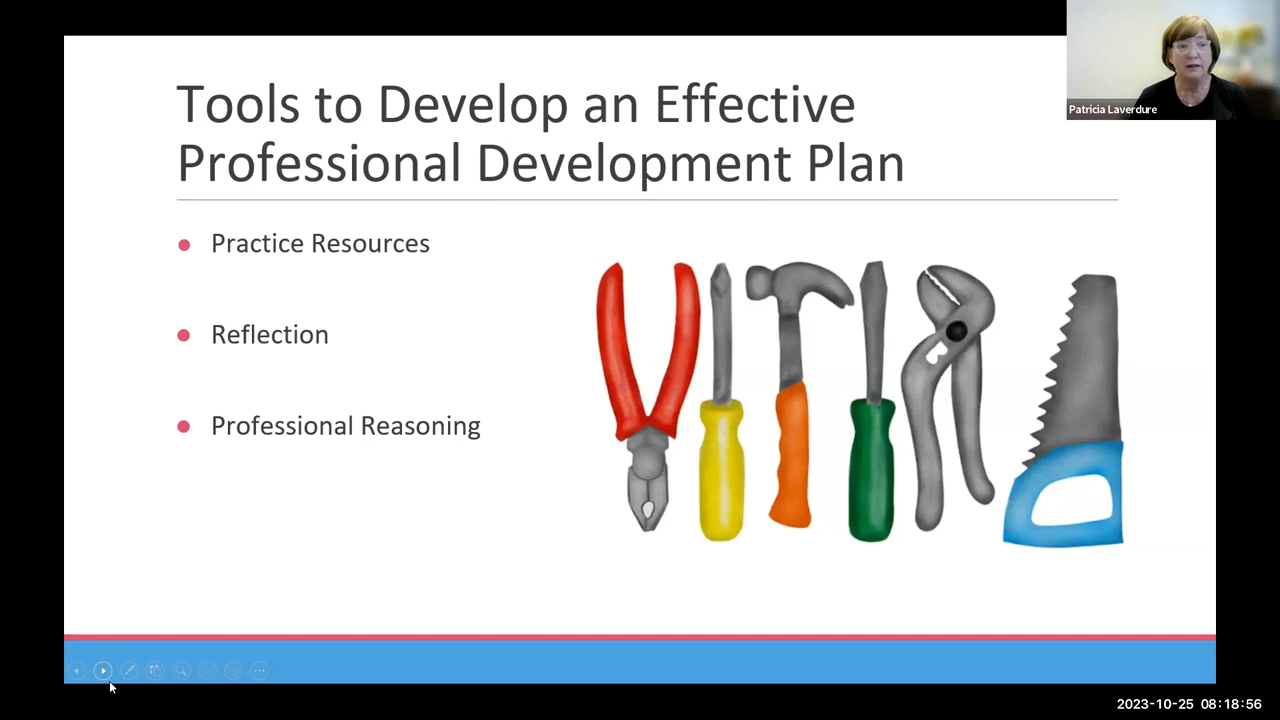 Tools to Develop an Effective
Professional Development Plan
Practice Resources
Reflection
Professional Reasoning
Patricia Laverdure
2023-10-25 08:18:56